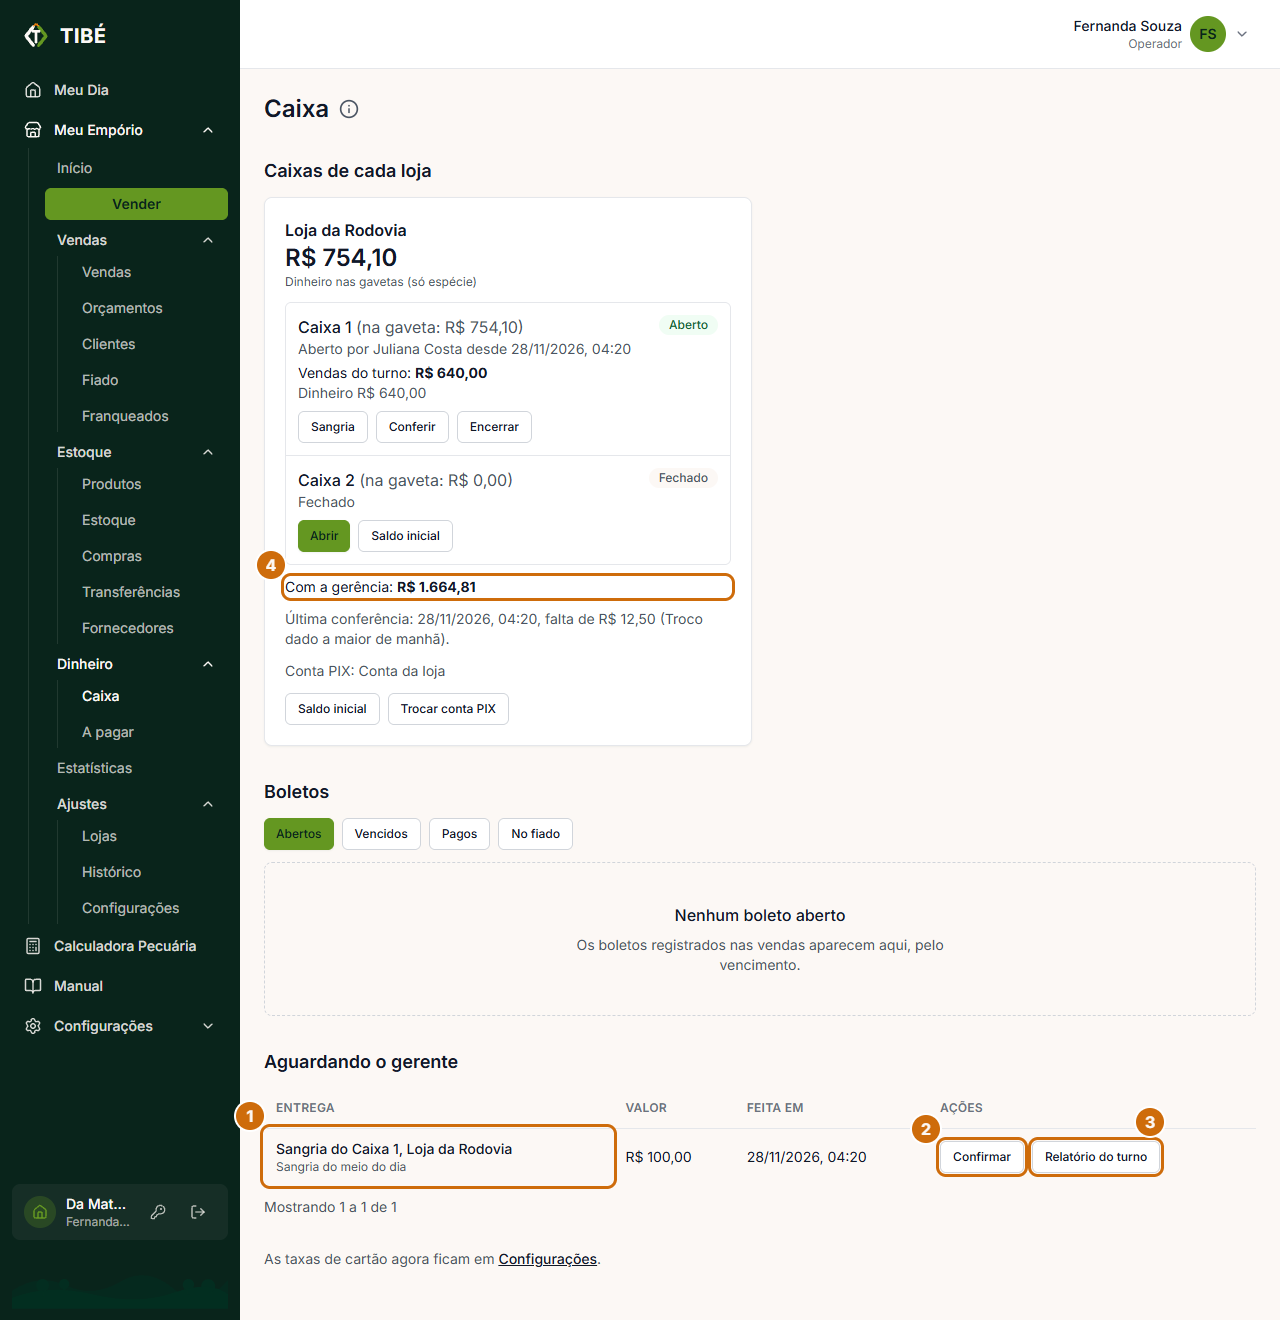 TIBÉ
Meu Dia
Meu Empório
Início
Vender
Vendas
Vendas
Orçamentos
Clientes
Fiado
Franqueados
Estoque
Produtos
Estoque
Compras
Transferências
Fornecedores
Dinheiro
Caixa
A pagar
Estatísticas
Ajustes
Lojas
Histórico
Configurações
Calculadora Pecuária
Manual
Configurações
Da Mat...
Fernanda...
Fernanda Souza
Operador
FS
Caixa
Caixas de cada loja
Loja da Rodovia
R$ 754,10
Dinheiro nas gavetas (só espécie)
Caixa 1 (na gaveta: R$ 754,10)
Aberto
Aberto por Juliana Costa desde 28/11/2026, 04:20
Vendas do turno: R$ 640,00
Dinheiro R$ 640,00
Sangria Conferir Encerrar
Caixa 2 (na gaveta: R$ 0,00)
Fechado
Fechado
Abrir Saldo inicial
4
Com a gerência: R$ 1.664,81
Última conferência: 28/11/2026, 04:20, falta de R$ 12,50 (Troco
dado a maior de manhã).
Conta PIX: Conta da loja
Saldo inicial Trocar conta PIX
Boletos
Abertos Vencidos Pagos No fiado
Nenhum boleto aberto
Os boletos registrados nas vendas aparecem aqui, pelo
vencimento.
Aguardando o gerente
ENTREGA VALOR FEITA EM AÇÕES
1 2 3
Sangria do Caixa 1, Loja da Rodovia
Sangria do meio do dia
R$ 100,00 28/11/2026, 04:20 Confirmar Relatório do turno
Mostrando 1 a 1 de 1
As taxas de cartão agora ficam em Configurações.